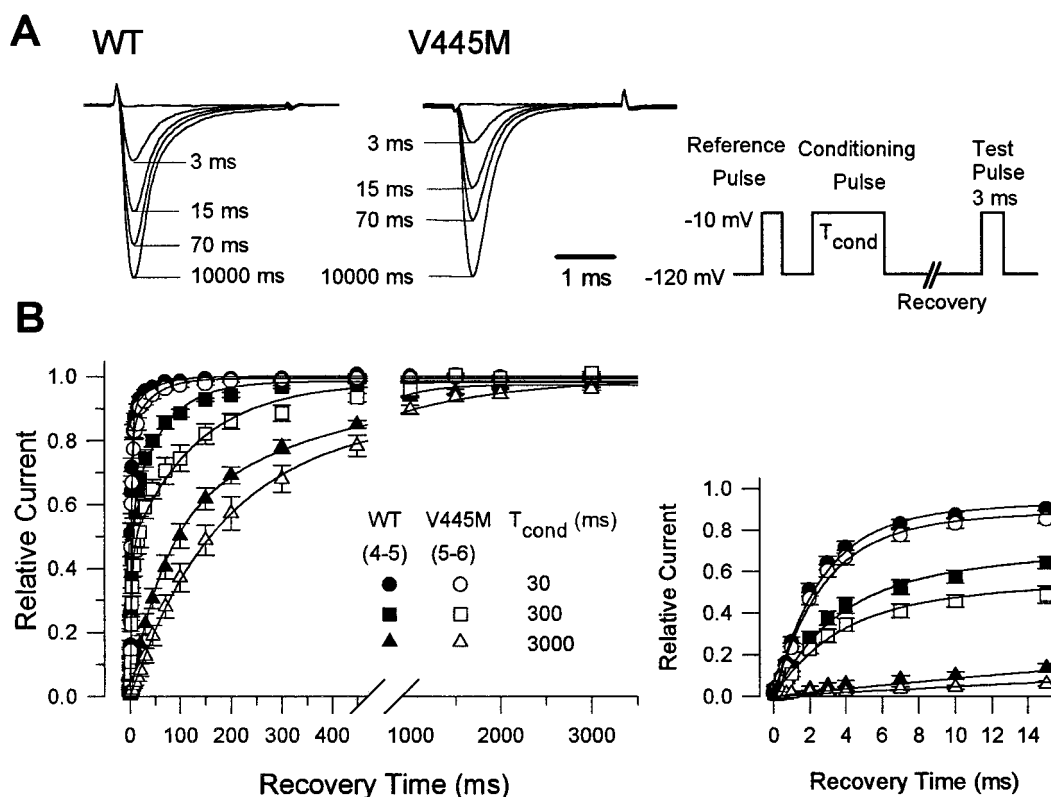 A
WT
V445M
3 ms
15 ms
70 ms
10000 ms
3 ms
15 ms
70 ms
10000 ms
1 ms
Reference
Pulse
Conditioning
Pulse
Test
Pulse
3 ms
-10 mV
Tcond
-120 mV
Recovery
B
Relative Current
1.0
0.8
0.6
0.4
0.2
0.0
0 100 200 300 400 1000 2000 3000
Recovery Time (ms)
WT V445M Tcond (ms)
(4-5) (5-6)
30
300
3000
Relative Current
1.0
0.8
0.6
0.4
0.2
0.0
0 2 4 6 8 10 12 14
Recovery Time (ms)